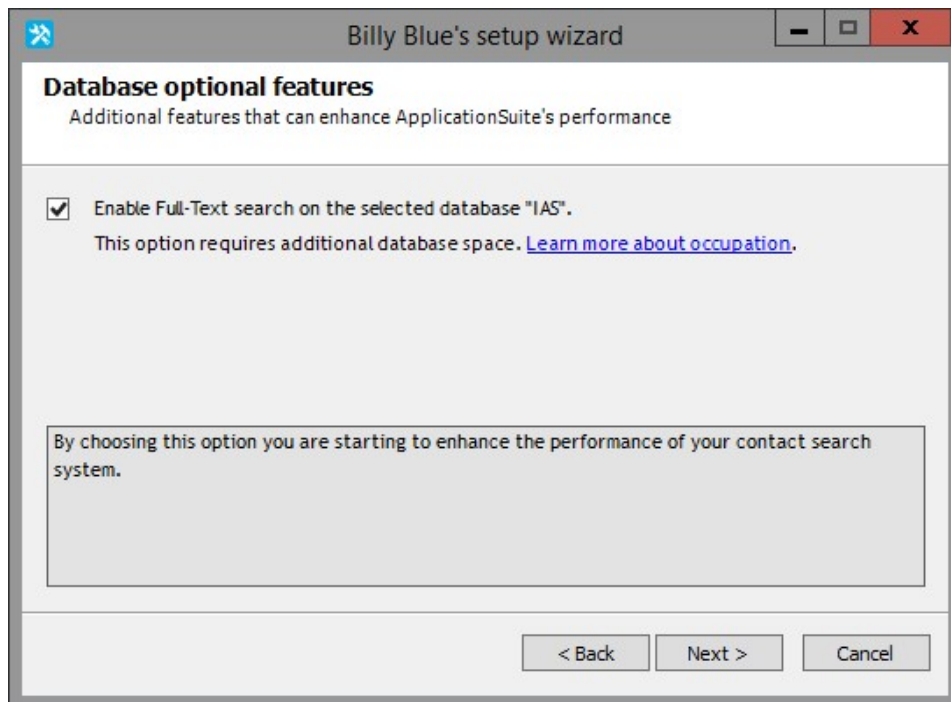 Billy Blue's setup wizard
Database optional features
Additional features that can enhance ApplicationSuite's performance
Enable Full-Text search on the selected database "IAS".
This option requires additional database space. Learn more about occupation.
By choosing this option you are starting to enhance the performance of your contact search
system.
< Back
Next >
Cancel